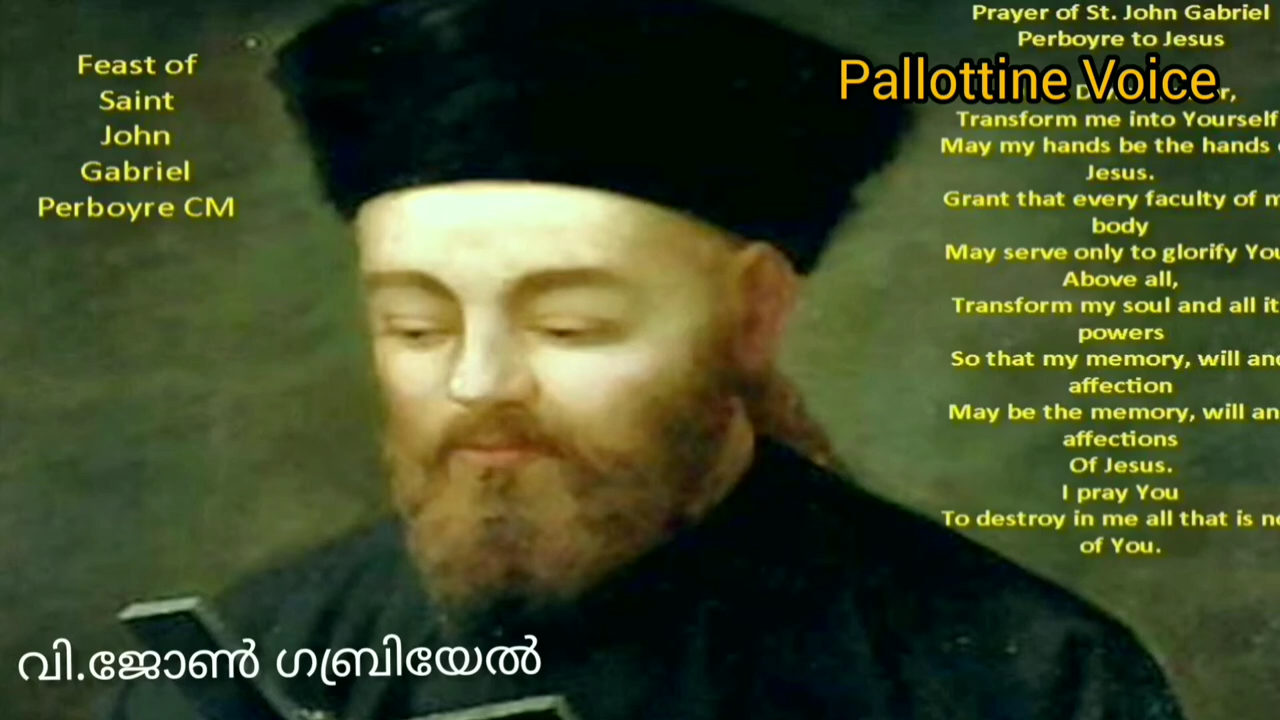 Feast of
Saint
John
Gabriel
Perboyre CM
Prayer of St. John Gabriel
Perboyre to Jesus
Pallottine Voice
Transform me into Yourself
May my hands be the hands
Jesus.
Grant that every faculty of m
body
May serve only to glorify You
Above all,
Transform my soul and all it
powers
So that my memory, will and
affection
May be the memory, will an
affections
Of Jesus.
I pray You
To destroy in me all that is no
of You.
വി.ജോൺ ഗബ്രിയേൽ